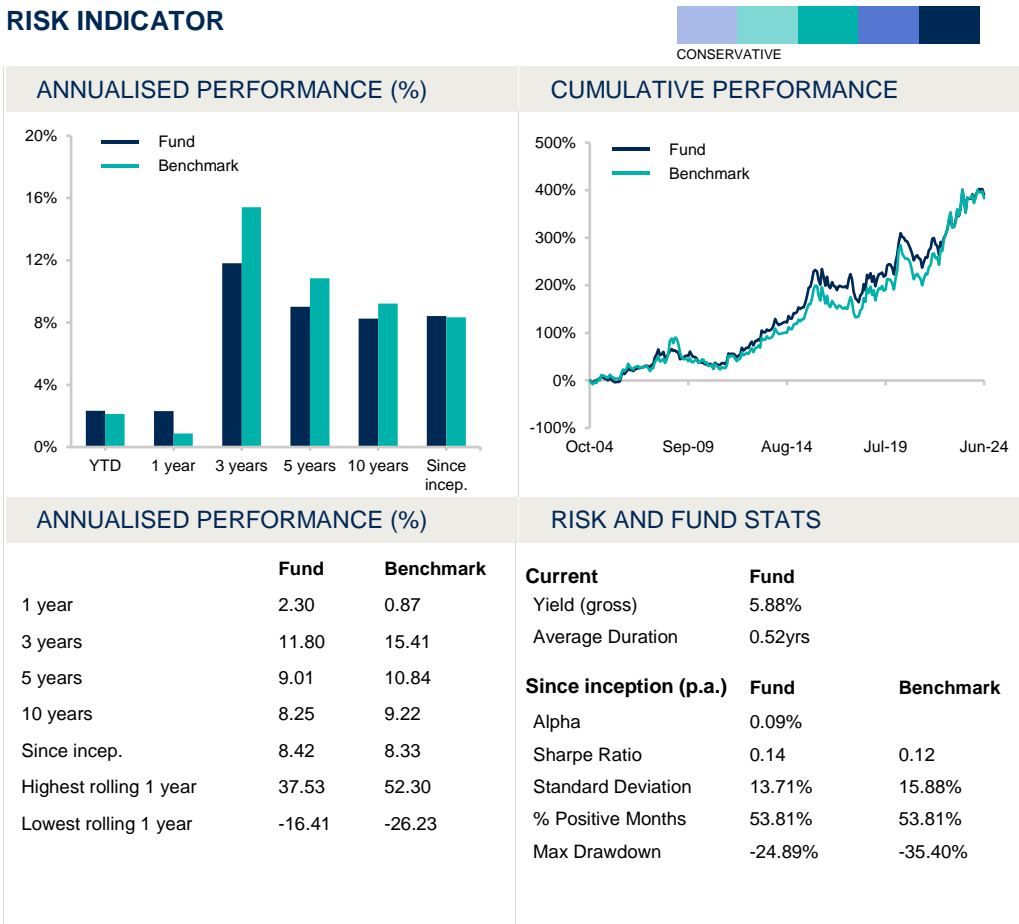 RISK INDICATOR
CONSERVATIVE
ANNUALISED PERFORMANCE (%)
20%
16%
12%
8%
4%
0%
Fund
Benchmark
YTD 1 year 3 years 5 years 10 years Since
incep.
CUMULATIVE PERFORMANCE
500%
400%
300%
200%
100%
0%
-100%
Fund
Benchmark
Oct-04 Sep-09 Aug-14 Jul-19 Jun-24
ANNUALISED PERFORMANCE (%)
Fund Benchmark
1 year 2.30 0.87
3 years 11.80 15.41
5 years 9.01 10.84
10 years 8.25 9.22
Since incep. 8.42 8.33
Highest rolling 1 year 37.53 52.30
Lowest rolling 1 year -16.41 -26.23
RISK AND FUND STATS
Current Fund
Yield (gross) 5.88%
Average Duration 0.52yrs
Since inception (p.a.) Fund Benchmark
Alpha 0.09%
Sharpe Ratio 0.14 0.12
Standard Deviation 13.71% 15.88%
% Positive Months 53.81% 53.81%
Max Drawdown -24.89% -35.40%